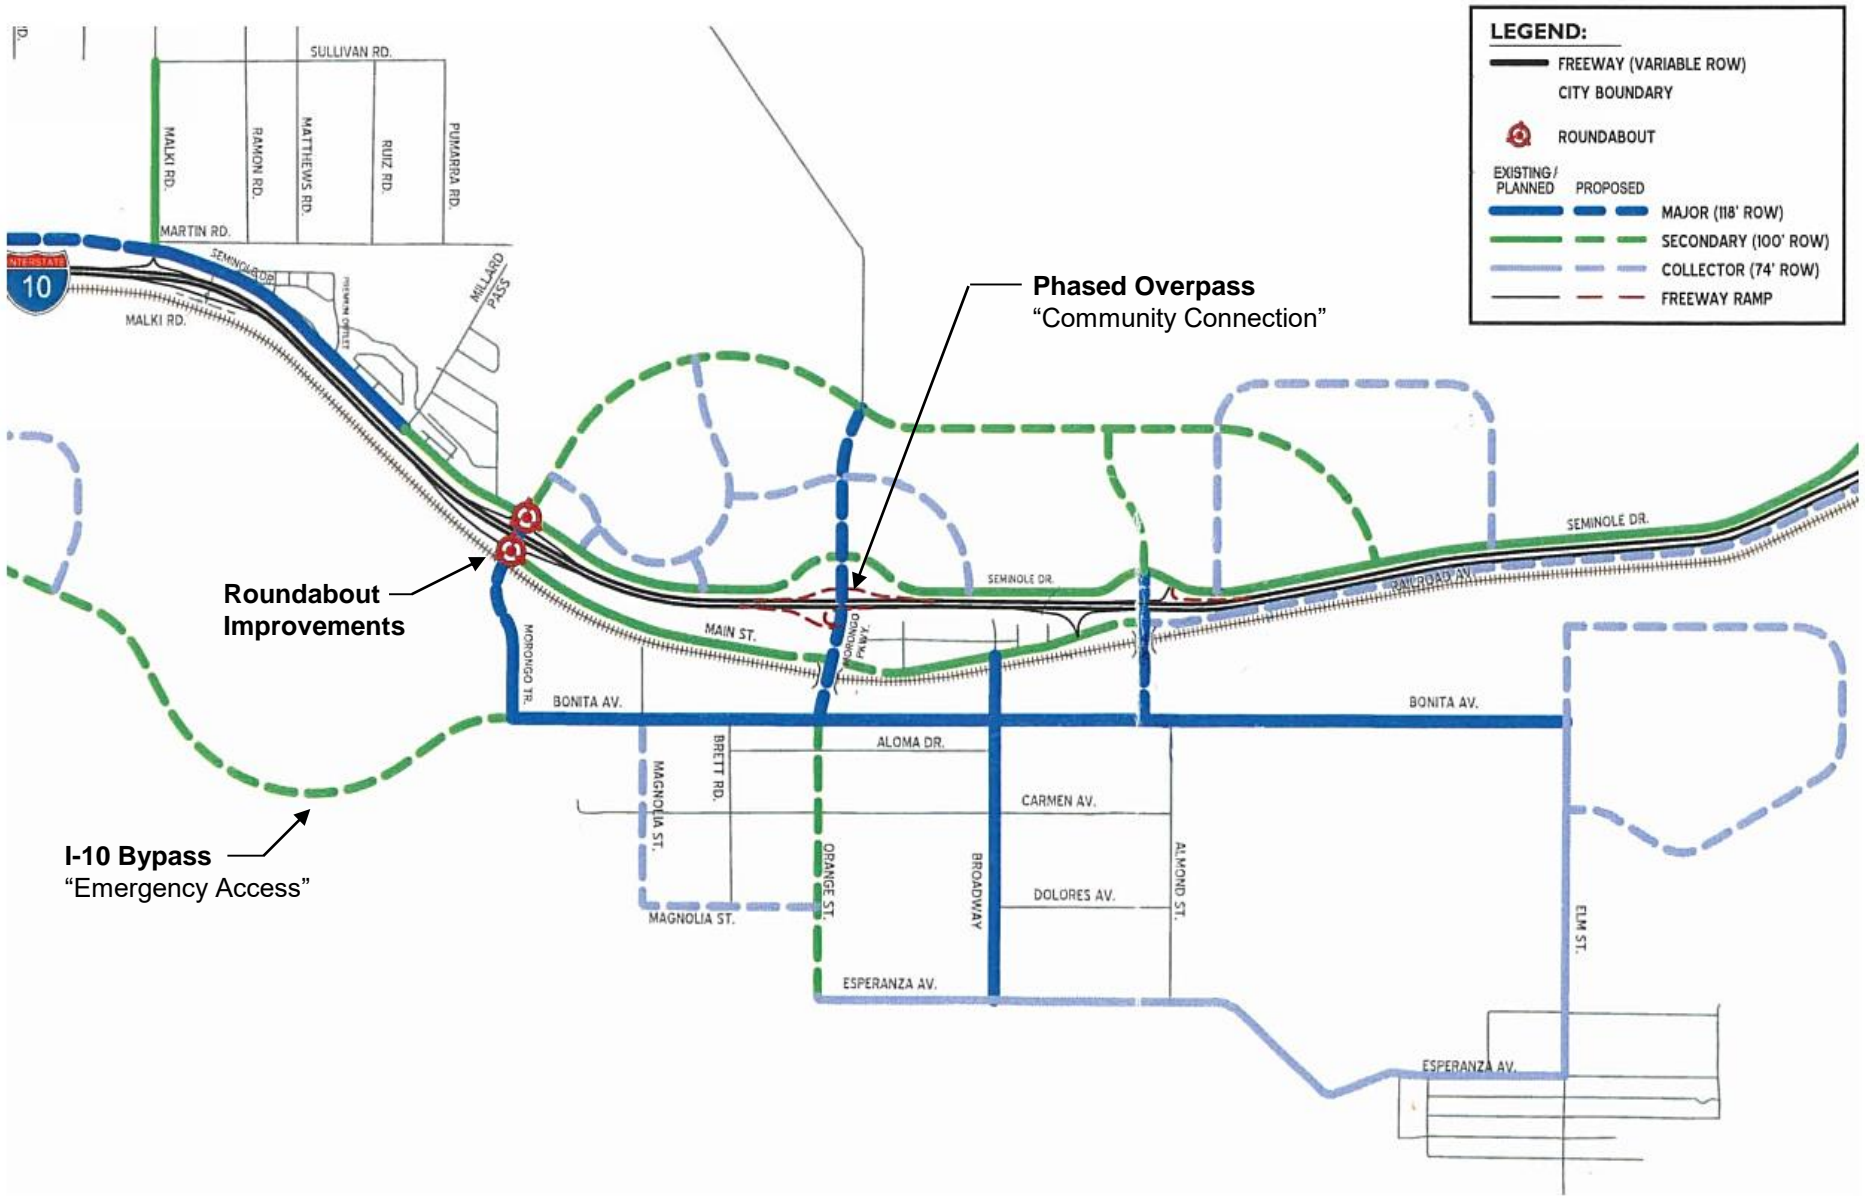 D.
SULLIVAN RD.
MALKI RD.
RAMON RD.
MATTHEWS RD.
RUIZ RD.
PUMARRA RD.
MARTIN RD.
SEMINOLE DR.
INTERSTATE
10
MALKI RD.
PREMIUM OUTLET
MILLARD
PASS
LEGEND:
FREEWAY (VARIABLE ROW)
CITY BOUNDARY
ROUNDABOUT
EXISTING/
PLANNED
PROPOSED
MAJOR (118' ROW)
SECONDARY (100' ROW)
COLLECTOR (74' ROW)
FREEWAY RAMP
Phased Overpass
“Community Connection”
Roundabout
Improvements
SEMINOLE DR.
SEMINOLE DR.
RAILROAD AV.
MAIN ST.
MORONGO
PKWY.
MORONGO TR.
BONITA AV.
BONITA AV.
ALOMA DR.
BRETT RD.
MAGNOLIA ST.
CARMEN AV.
I-10 Bypass
“Emergency Access”
ORANGE ST.
BROADWAY
ALMOND ST.
DOLORES AV.
MAGNOLIA ST.
ELM ST.
ESPERANZA AV.
ESPERANZA AV.